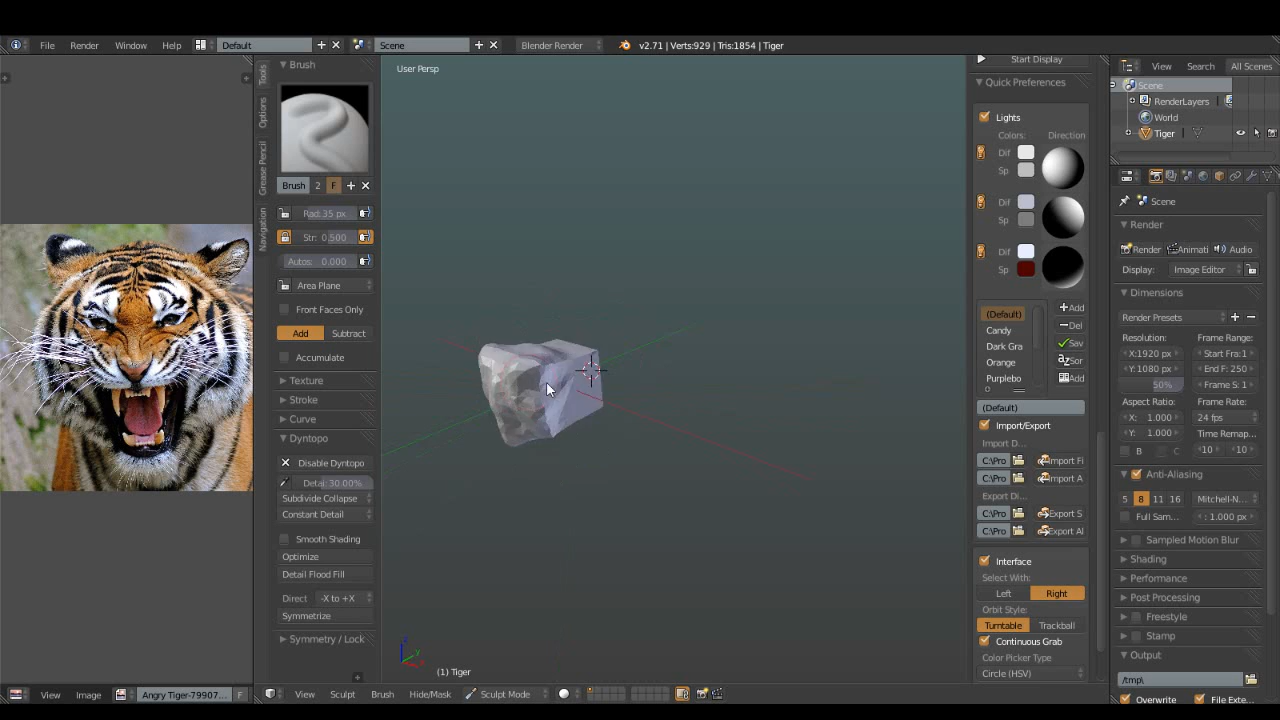 File Render Window Help Default Scene Blender Render v2.71 | Verts:929 | Tris:1854 | Tiger
Brush
Tools
Options
Grease Pencil
Navigation
Brush 2 F
Rad: 35 px
Str: 0.500
Autos: 0.000
Area Plane
Front Faces Only
Add Subtract
Accumulate
Texture
Stroke
Curve
Dyntopo
Disable Dyntopo
Detai: 30.00%
Subdivide Collapse
Constant Detail
Smooth Shading
Optimize
Detail Flood Fill
Direct -X to +X
Symmetrize
Symmetry / Lock
User Persp
(1) Tiger
Start Display
Quick Preferences
Lights
Colors: Direction
Dif
Sp
Dif
Sp
Dif
Sp
(Default)
Candy
Dark Gra
Orange
Purplebo
Add
Del
Sav
Sor
Add
(Default)
Import/Export
Import D...
C:\Pro Import Fi
C:\Pro Import A
Export Di...
C:\Pro Export S
C:\Pro Export Al
Interface
Select With:
Left Right
Orbit Style:
Turntable Trackball
Continuous Grab
Color Picker Type
Circle (HSV)
View Search All Scenes
Scene
RenderLayers
World
Tiger
Scene
Render
Render Animati Audio
Display: Image Editor
Dimensions
Render Presets
Resolution: Frame Range:
X:1920 px Start Fra:1
Y:1080 px End Fr: 250
50% Frame S: 1
Aspect Ratio: Frame Rate:
X: 1.000 24 fps
Y: 1.000 Time Remap...
B C 10 10
Anti-Aliasing
5 8 11 16 Mitchell-N...
Full Sam... : 1.000 px
Sampled Motion Blur
Shading
Performance
Post Processing
Freestyle
Stamp
Output
/tmp\
Overwrite File Exte...
View Image Angry Tiger-79907... F
View Sculpt Brush Hide/Mask Sculpt Mode